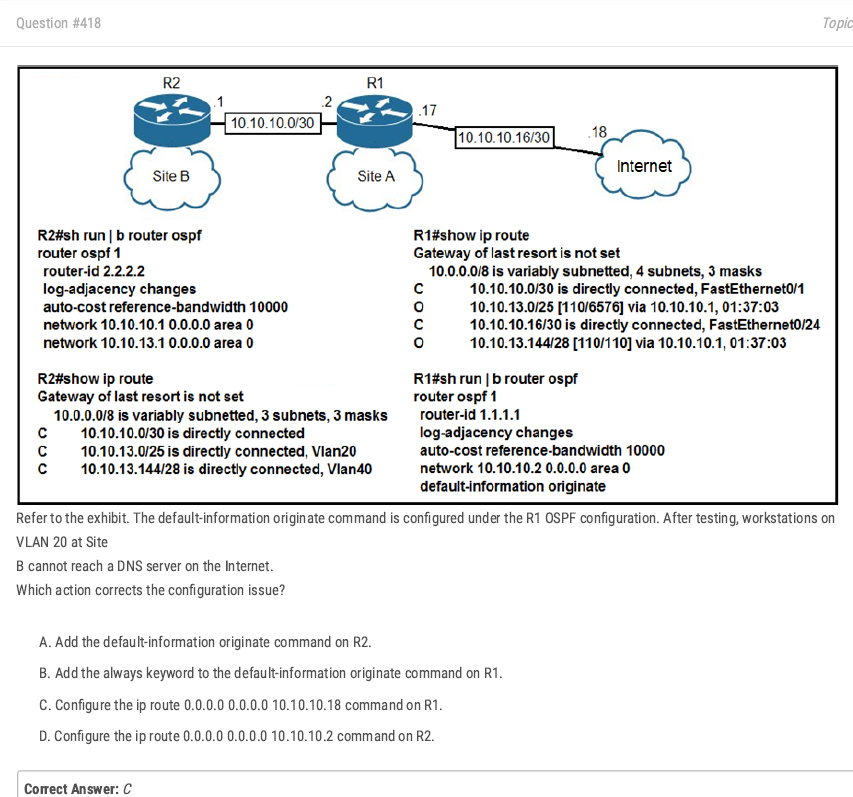 Question #418
Topic
R2
R1
.1
.2
.17
10.10.10.0/30
10.10.10.16/30
.18
Internet
Site B
Site A
R2#sh run | b router ospf
router ospf 1
router-id 2.2.2.2
log-adjacency changes
auto-cost reference-bandwidth 10000
network 10.10.10.1 0.0.0.0 area 0
network 10.10.13.1 0.0.0.0 area 0
R2#show ip route
Gateway of last resort is not set
10.0.0.0/8 is variably subnetted, 3 subnets, 3 masks
C 10.10.10.0/30 is directly connected
C 10.10.13.0/25 is directly connected, Vlan20
C 10.10.13.144/28 is directly connected, Vlan40
R1#show ip route
Gateway of last resort is not set
10.0.0.0/8 is variably subnetted, 4 subnets, 3 masks
C 10.10.10.0/30 is directly connected, FastEthernet0/1
O 10.10.13.0/25 [110/6576] via 10.10.10.1, 01:37:03
C 10.10.10.16/30 is directly connected, FastEthernet0/24
O 10.10.13.144/28 [110/110] via 10.10.10.1, 01:37:03
R1#sh run | b router ospf
router ospf 1
router-id 1.1.1.1
log-adjacency changes
auto-cost reference-bandwidth 10000
network 10.10.10.2 0.0.0.0 area 0
default-information originate
Refer to the exhibit. The default-information originate command is configured under the R1 OSPF configuration. After testing, workstations on
VLAN 20 at Site
B cannot reach a DNS server on the Internet.
Which action corrects the configuration issue?
A. Add the default-information originate command on R2.
B. Add the always keyword to the default-information originate command on R1.
C. Configure the ip route 0.0.0.0 0.0.0.0 10.10.10.18 command on R1.
D. Configure the ip route 0.0.0.0 0.0.0.0 10.10.10.2 command on R2.
Correct Answer: C